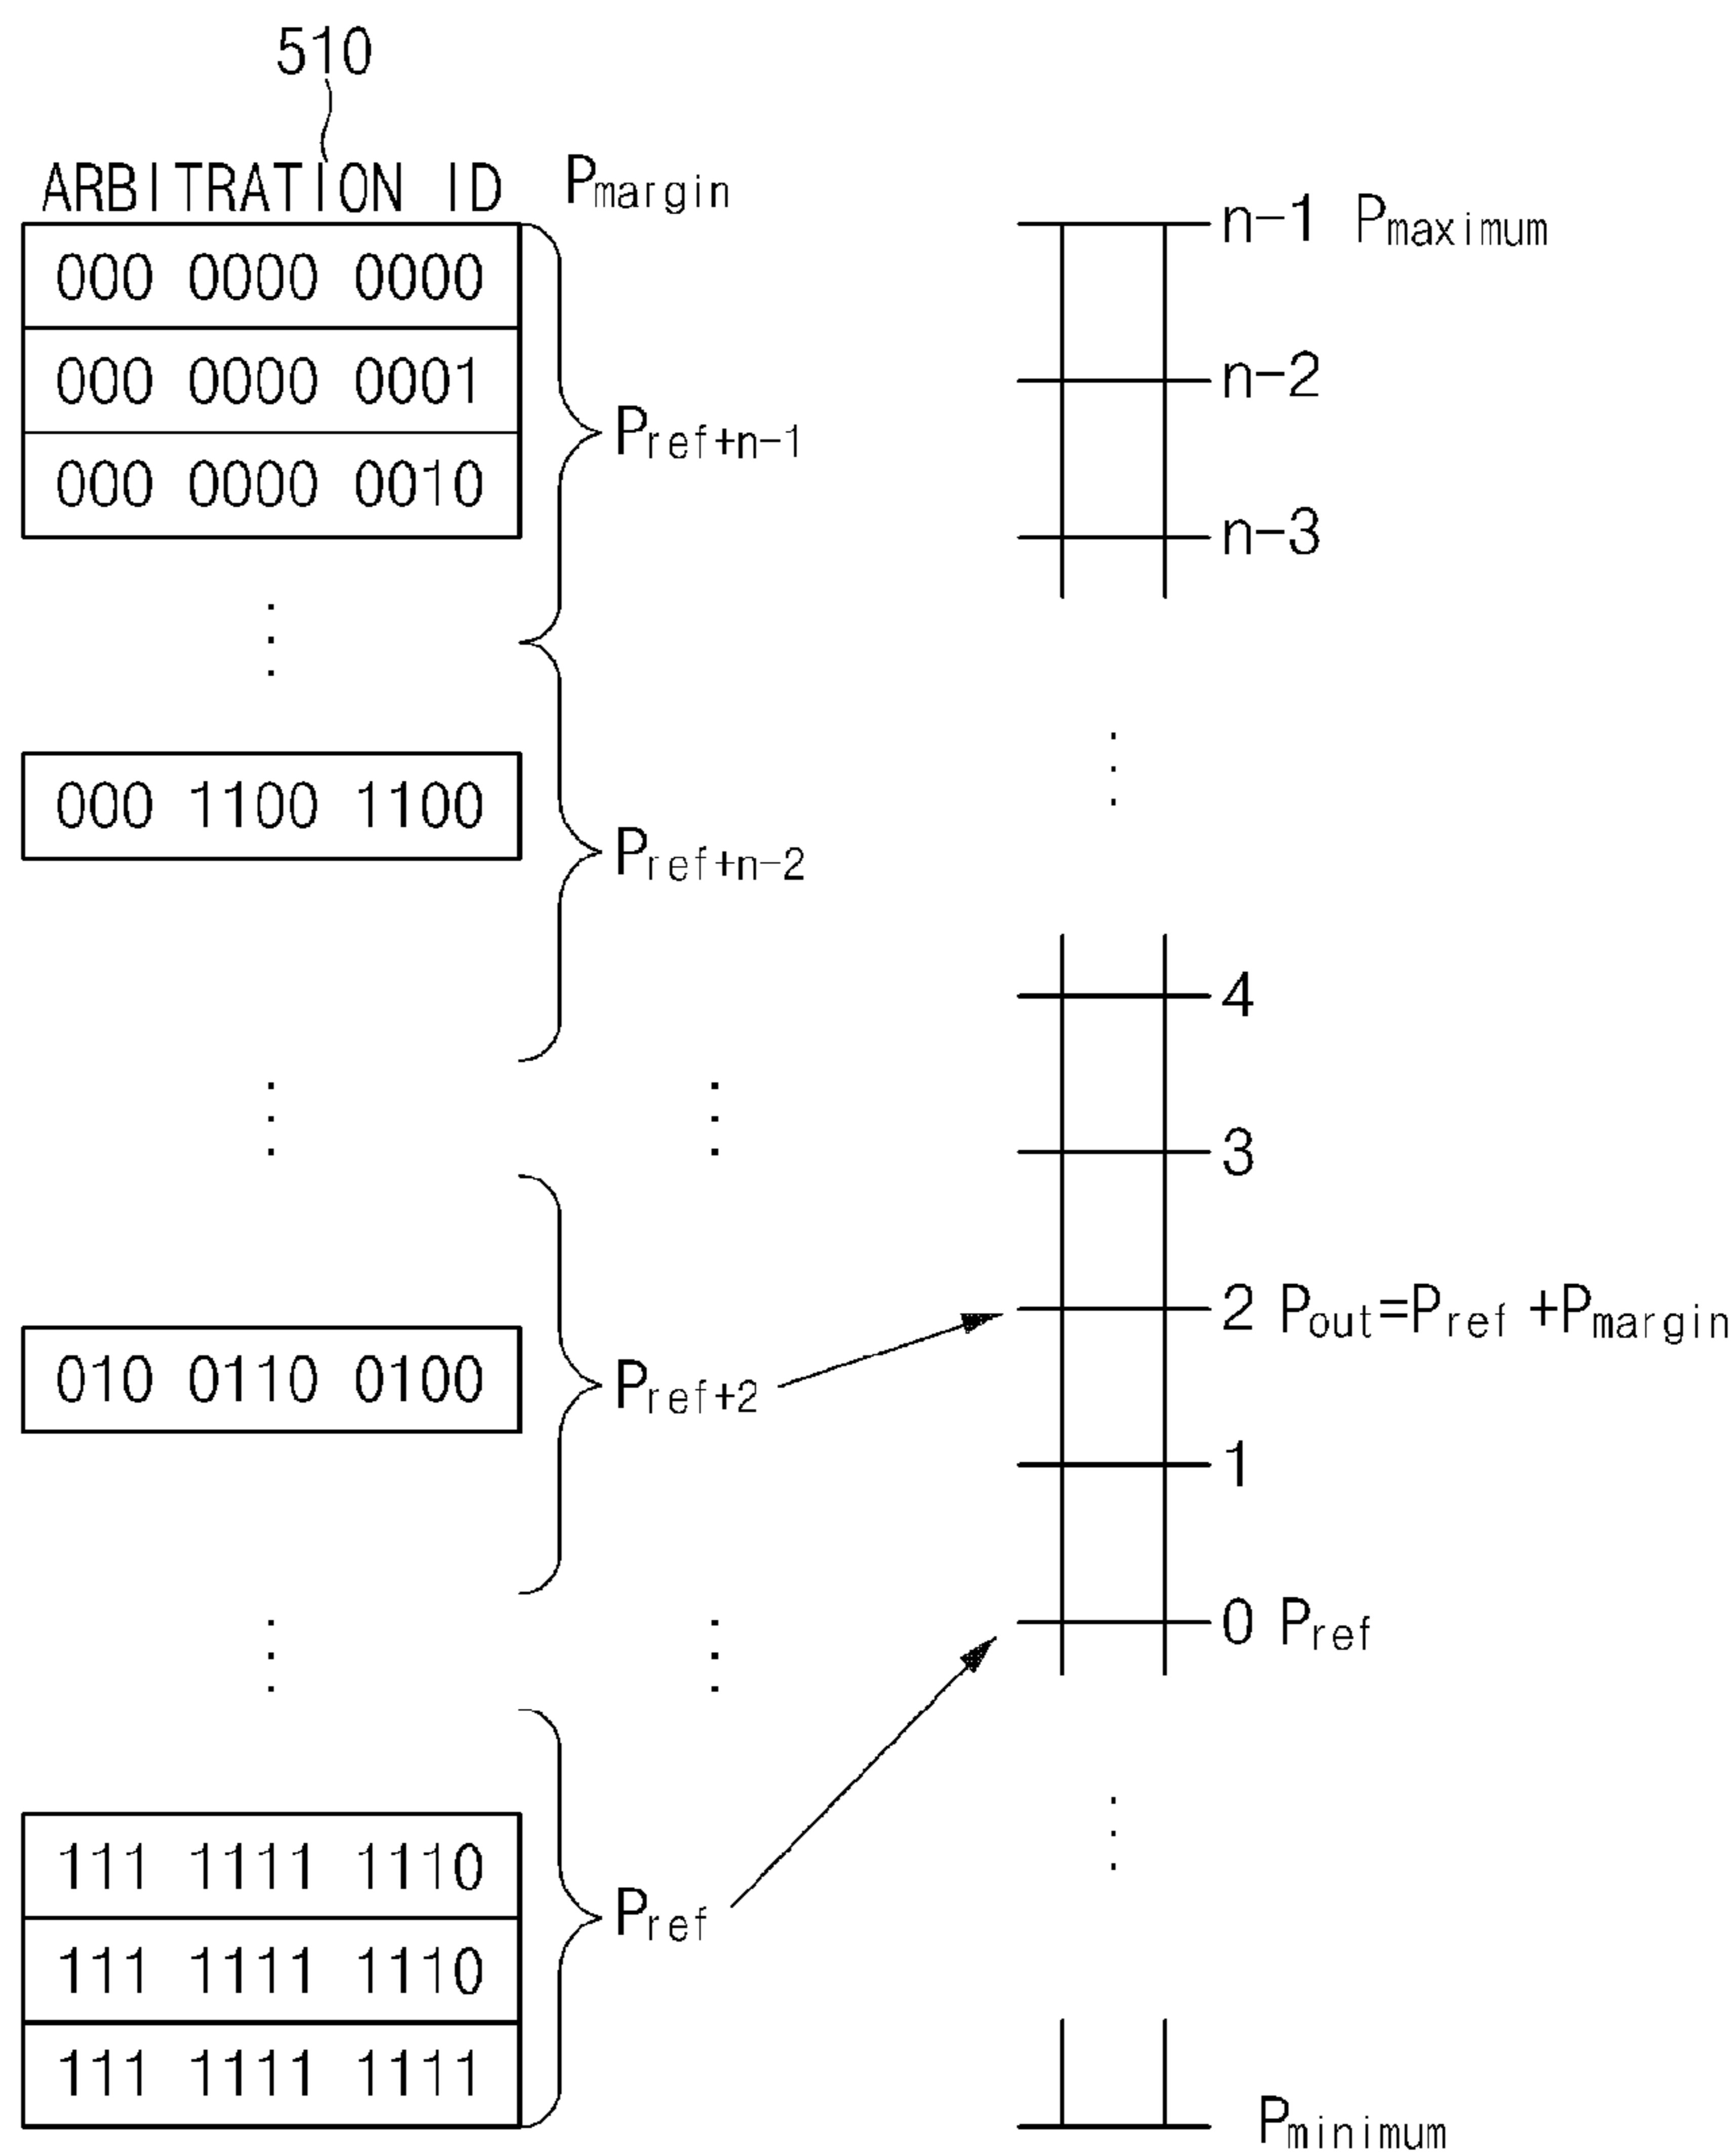 510
ARBITRATION ID Pmargin
000 0000 0000
000 0000 0001
000 0000 0010
Pref+n-1
000 1100 1100
Pref+n-2
010 0110 0100
Pref+2
111 1111 1110
111 1111 1110
111 1111 1111
Pref
n-1 Pmaximum
n-2
n-3
4
3
2 Pout=Pref +Pmargin
1
0 Pref
Pminimum